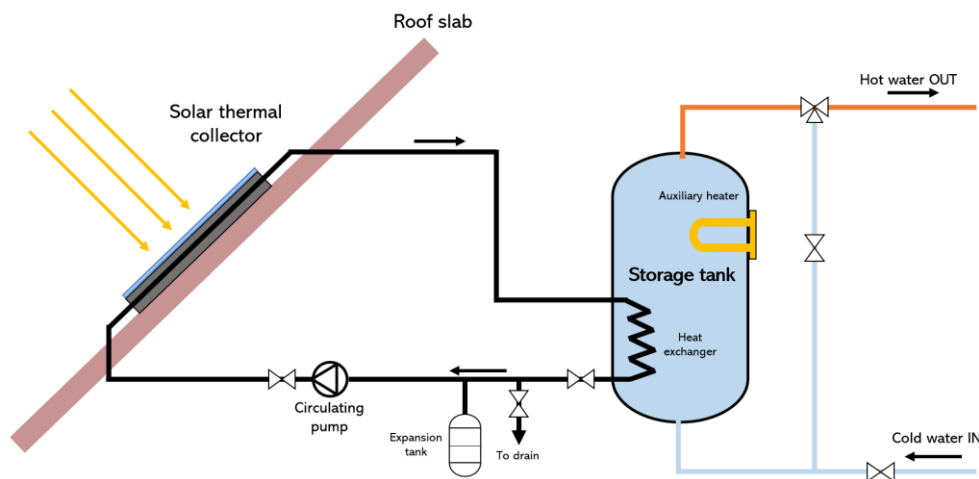 Roof slab
Solar thermal
collector
Hot water OUT
Auxiliary heater
Storage tank
Heat
exchanger
Circulating
pump
Expansion
tank
To drain
Cold water IN